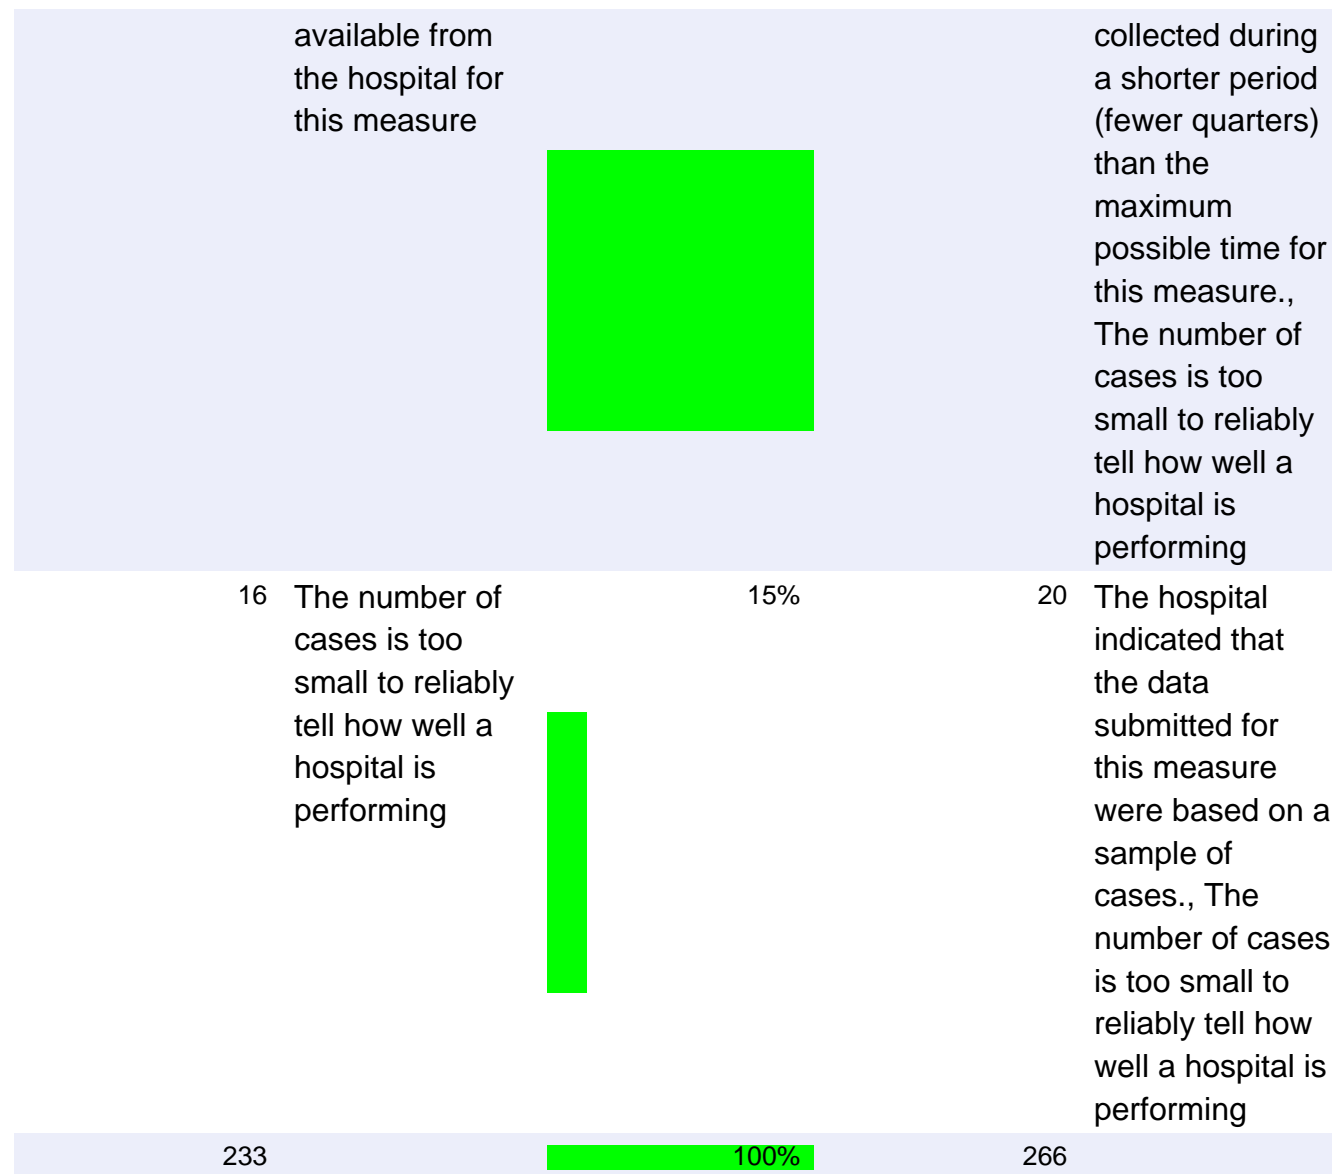 available from
the hospital for
this measure
collected during
a shorter period
(fewer quarters)
than the
maximum
possible time for
this measure.,
The number of
cases is too
small to reliably
tell how well a
hospital is
performing
16
The number of
cases is too
small to reliably
tell how well a
hospital is
performing
15%
20
The hospital
indicated that
the data
submitted for
this measure
were based on a
sample of
cases., The
number of cases
is too small to
reliably tell how
well a hospital is
performing
233
100%
266